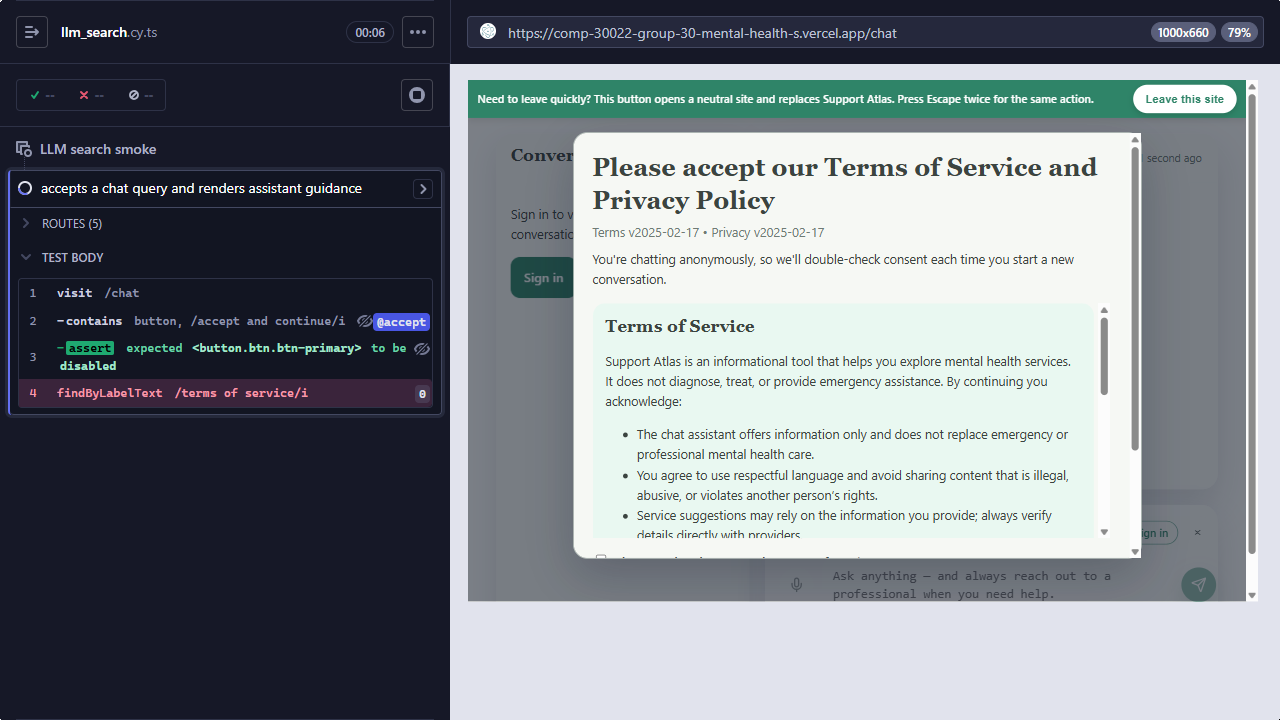 llm_search.cy.ts
00:06
https://comp-30022-group-30-mental-health-s.vercel.app/chat
1000x660
79%
--
--
--
LLM search smoke
accepts a chat query and renders assistant guidance
ROUTES (5)
TEST BODY
1 visit /chat
2 -contains button, /accept and continue/i @accept
3 -assert expected <button.btn.btn-primary> to be
disabled
4 findByLabelText /terms of service/i 0
Need to leave quickly? This button opens a neutral site and replaces Support Atlas. Press Escape twice for the same action.
Leave this site
Conver
second ago
Sign in to v
conversatic
Sign in
Please accept our Terms of Service and
Privacy Policy
Terms v2025-02-17 • Privacy v2025-02-17
You're chatting anonymously, so we'll double-check consent each time you start a new
conversation.
Terms of Service
Support Atlas is an informational tool that helps you explore mental health services.
It does not diagnose, treat, or provide emergency assistance. By continuing you
acknowledge:
• The chat assistant offers information only and does not replace emergency or
professional mental health care.
• You agree to use respectful language and avoid sharing content that is illegal,
abusive, or violates another person's rights.
• Service suggestions may rely on the information you provide; always verify
details directly with providers.
ign in
×
Ask anything — and always reach out to a
professional when you need help.